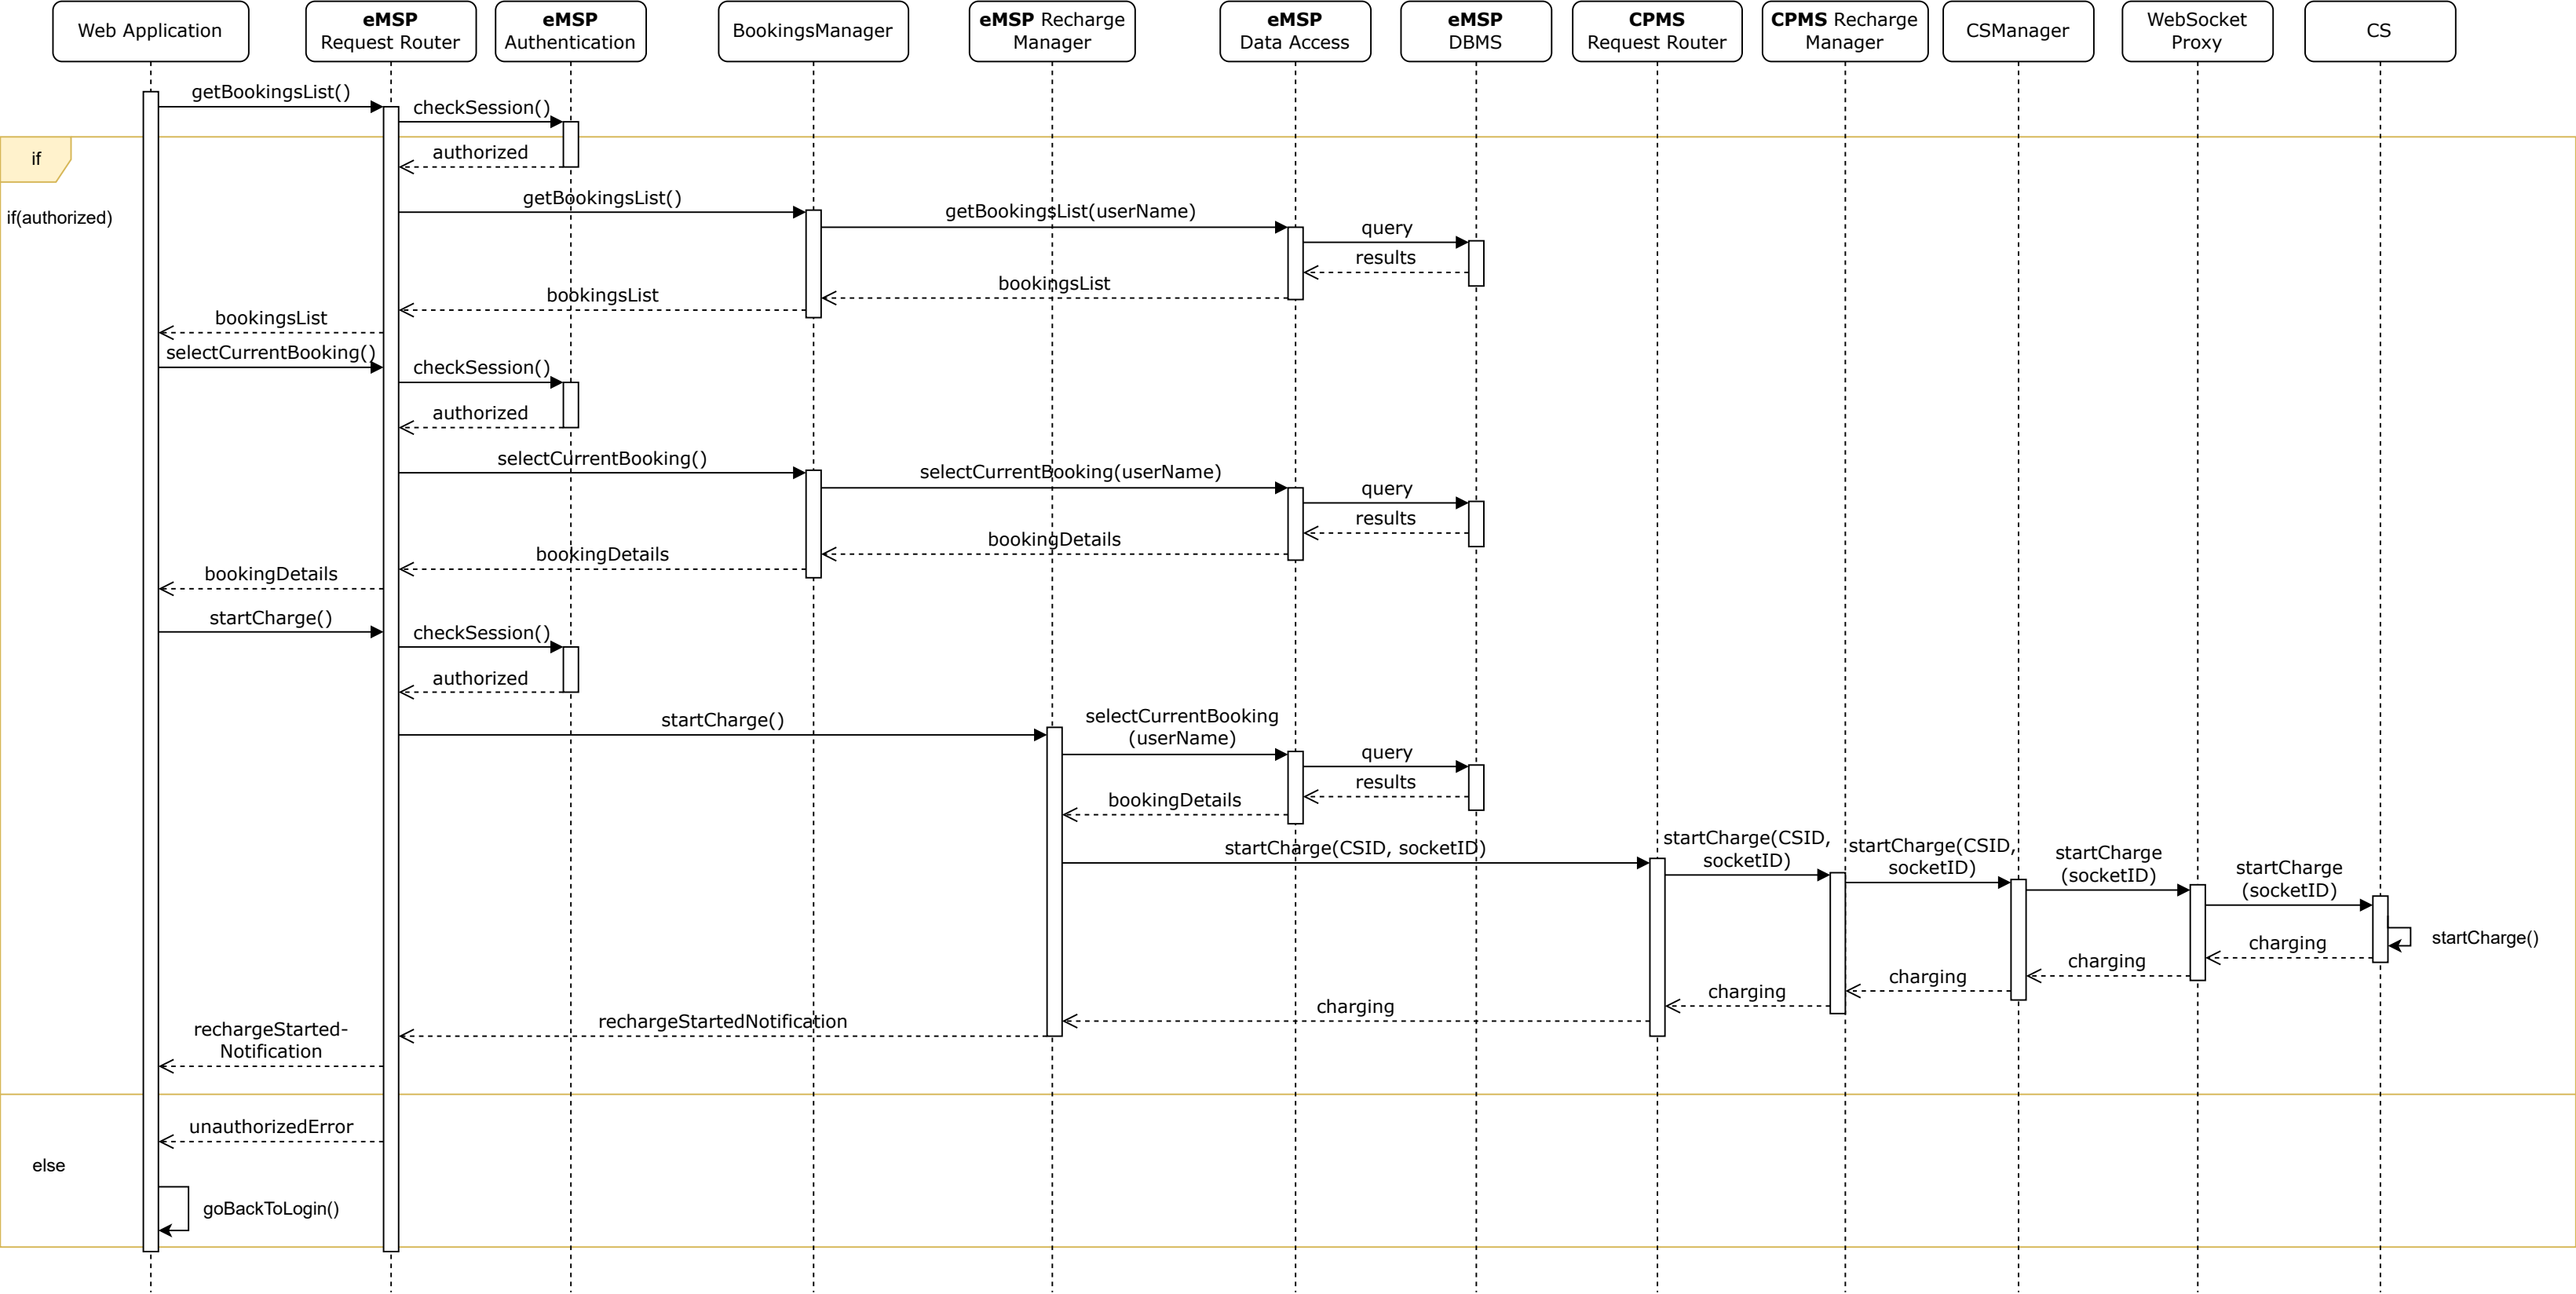 Web Application
eMSP
Request Router
eMSP
Authentication
BookingsManager
eMSP Recharge
Manager
eMSP
Data Access
eMSP
DBMS
CPMS
Request Router
CPMS Recharge
Manager
CSManager
WebSocket
Proxy
CS
getBookingsList()
checkSession()
if
authorized
if(authorized)
getBookingsList()
getBookingsList(userName)
query
results
bookingsList
bookingsList
bookingsList
selectCurrentBooking()
checkSession()
authorized
selectCurrentBooking()
selectCurrentBooking(userName)
query
results
bookingDetails
bookingDetails
bookingDetails
startCharge()
checkSession()
authorized
startCharge()
selectCurrentBooking
(userName)
query
results
bookingDetails
startCharge(CSID, socketID)
startCharge(CSID,
socketID)
startCharge(CSID,
socketID)
startCharge
(socketID)
startCharge
(socketID)
startCharge()
charging
charging
charging
charging
charging
rechargeStartedNotification
rechargeStarted-
Notification
unauthorizedError
else
goBackToLogin()